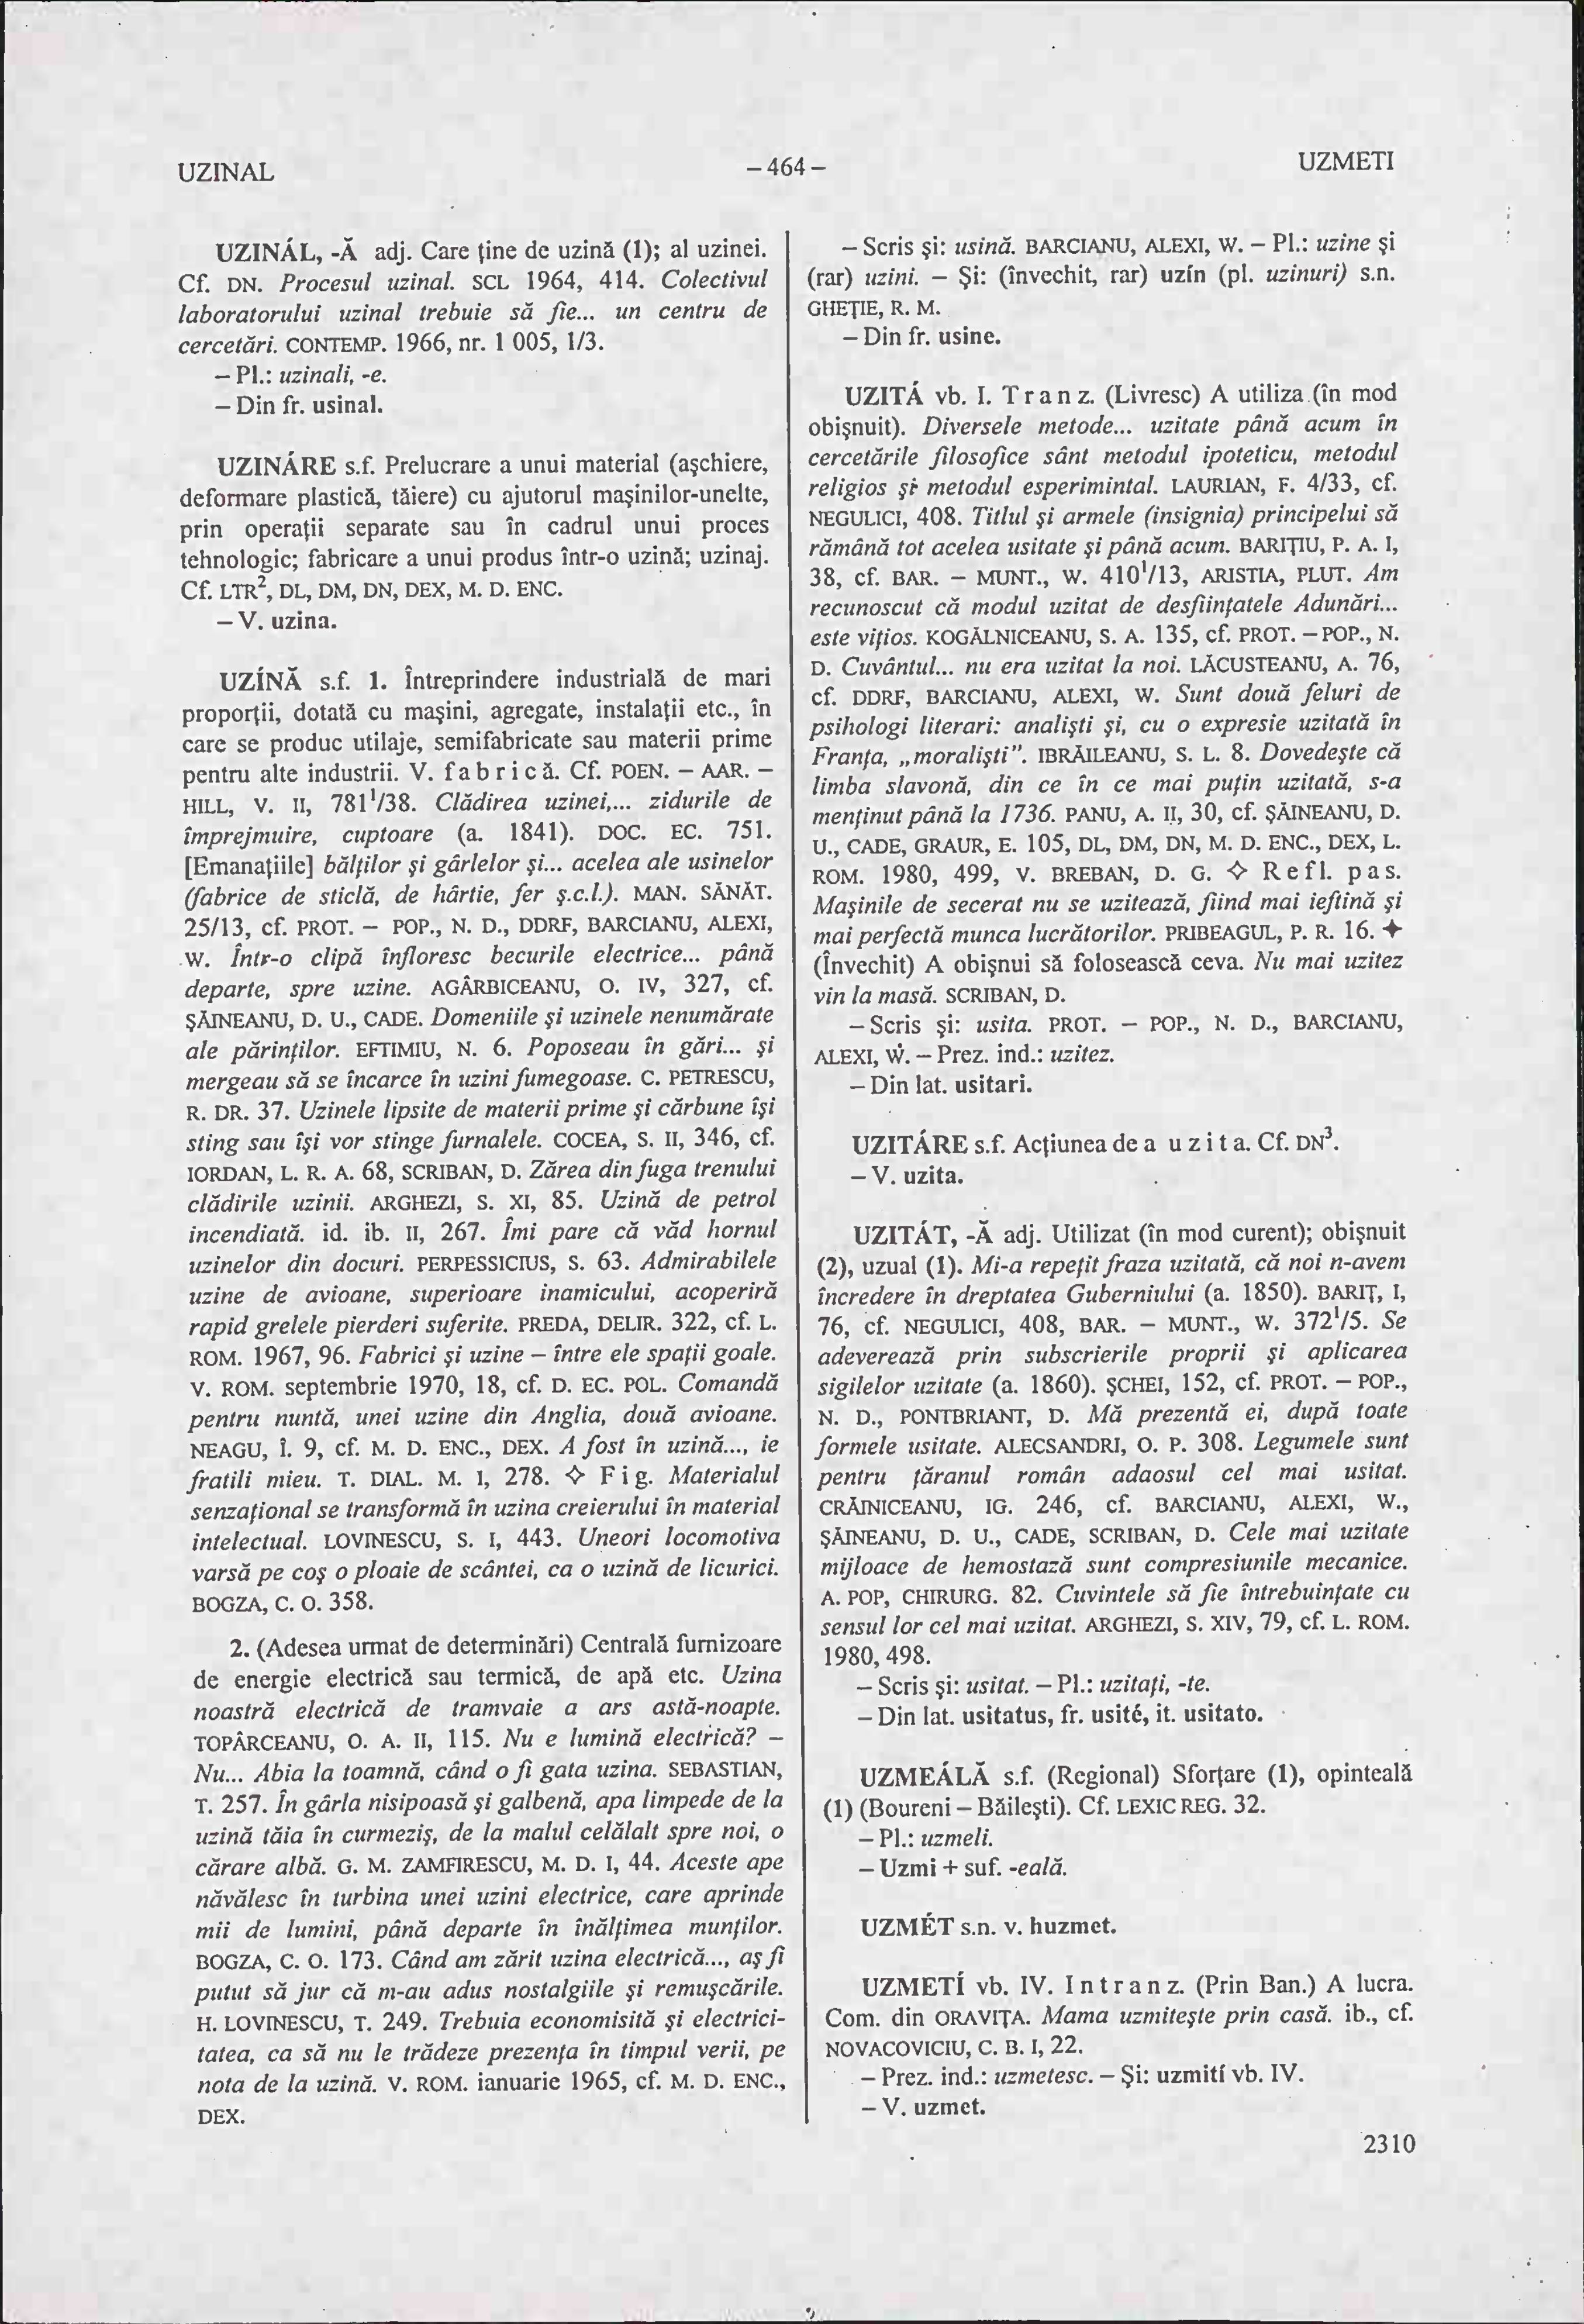 UZINAL
– 464 –
UZMETI
UZINÁL, -Ă adj. Care ţine de uzină (1); al uzinei.
Cf. DN. Procesul uzinal. SCL 1964, 414. Colectivul
laboratorului uzinal trebuie să fie... un centru de
cercetări. CONTEMP. 1966, nr. 1 005, 1/3.
– Pl.: uzinali, -e.
– Din fr. usinal.
UZINÁRE s.f. Prelucrare a unui material (aşchiere,
deformare plastică, tăiere) cu ajutorul maşinilor-unelte,
prin operaţii separate sau în cadrul unui proces
tehnologic; fabricare a unui produs într-o uzină; uzinaj.
Cf. LTR², DL, DM, DN, DEX, M. D. ENC.
– V. uzina.
UZÍNĂ s.f. 1. Întreprindere industrială de mari
proporţii, dotată cu maşini, agregate, instalaţii etc., în
care se produc utilaje, semifabricate sau materii prime
pentru alte industrii. V. f a b r i c ă. Cf. POEN. – AAR. –
HILL, V. II, 781¹/38. Clădirea uzinei,... zidurile de
împrejmuire, cuptoare (a. 1841). DOC. EC. 751.
[Emanaţiile] bălţilor şi gârlelor şi... acelea ale usinelor
(fabrice de sticlă, de hârtie, fer ş.c.l.). MAN. SĂNĂT.
25/13, cf. PROT. – POP., N. D., DDRF, BARCIANU, ALEXI,
W. Într-o clipă înfloresc becurile electrice... până
departe, spre uzine. AGÂRBICEANU, O. IV, 327, cf.
ŞĂINEANU, D. U., CADE. Domeniile şi uzinele nenumărate
ale părinţilor. EFTIMIU, N. 6. Poposeau în gări... şi
mergeau să se încarce în uzini fumegoase. C. PETRESCU,
R. DR. 37. Uzinele lipsite de materii prime şi cărbune îşi
sting sau îşi vor stinge furnalele. COCEA, S. II, 346, cf.
IORDAN, L. R. A. 68, SCRIBAN, D. Zărea din fuga trenului
clădirile uzinii. ARGHEZI, S. XI, 85. Uzină de petrol
incendiată. id. ib. II, 267. Îmi pare că văd hornul
uzinelor din docuri. PERPESSICIUS, S. 63. Admirabilele
uzine de avioane, superioare inamicului, acoperiră
rapid grelele pierderi suferite. PREDA, DELIR. 322, cf. L.
ROM. 1967, 96. Fabrici şi uzine – între ele spaţii goale.
V. ROM. septembrie 1970, 18, cf. D. EC. POL. Comandă
pentru nuntă, unei uzine din Anglia, două avioane.
NEAGU, Î. 9, cf. M. D. ENC., DEX. A fost în uzină..., ie
fratili mieu. T. DIAL. M. I, 278. ◇ F i g. Materialul
senzaţional se transformă în uzina creierului în material
intelectual. LOVINESCU, S. I, 443. Uneori locomotiva
varsă pe coş o ploaie de scântei, ca o uzină de licurici.
BOGZA, C. O. 358.
2. (Adesea urmat de determinări) Centrală furnizoare
de energie electrică sau termică, de apă etc. Uzina
noastră electrică de tramvaie a ars astă-noapte.
TOPÂRCEANU, O. A. II, 115. Nu e lumină electrică? –
Nu... Abia la toamnă, când o fi gata uzina. SEBASTIAN,
T. 257. În gârla nisipoasă şi galbenă, apa limpede de la
uzină tăia în curmeziş, de la malul celălalt spre noi, o
cărare albă. G. M. ZAMFIRESCU, M. D. I, 44. Aceste ape
năvălesc în turbina unei uzini electrice, care aprinde
mii de lumini, până departe în înălţimea munţilor.
BOGZA, C. O. 173. Când am zărit uzina electrică..., aş fi
putut să jur că m-au adus nostalgiile şi remuşcările.
H. LOVINESCU, T. 249. Trebuia economisită şi electrici-
tatea, ca să nu le trădeze prezenţa în timpul verii, pe
nota de la uzină. V. ROM. ianuarie 1965, cf. M. D. ENC.,
DEX.
– Scris şi: usină. BARCIANU, ALEXI, W. – Pl.: uzine şi
(rar) uzini. – Şi: (învechit, rar) uzín (pl. uzinuri) s.n.
GHEŢIE, R. M.
– Din fr. usine.
UZITÁ vb. I. T r a n z. (Livresc) A utiliza (în mod
obişnuit). Diversele metode... uzitate până acum în
cercetările filosofice sânt metodul ipoteticu, metodul
religios şi metodul esperimintal. LAURIAN, F. 4/33, cf.
NEGULICI, 408. Titlul şi armele (insignia) principelui să
rămână tot acelea usitate şi până acum. BARIŢIU, P. A. I,
38, cf. BAR. – MUNT., W. 410¹/13, ARISTIA, PLUT. Am
recunoscut că modul uzitat de desfiinţatele Adunări...
este viţios. KOGĂLNICEANU, S. A. 135, cf. PROT. – POP., N.
D. Cuvântul... nu era uzitat la noi. LĂCUSTEANU, A. 76,
cf. DDRF, BARCIANU, ALEXI, W. Sunt două feluri de
psihologi literari: analişti şi, cu o expresie uzitată în
Franţa, „moralişti”. IBRĂILEANU, S. L. 8. Dovedeşte că
limba slavonă, din ce în ce mai puţin uzitată, s-a
menţinut până la 1736. PANU, A. II, 30, cf. ŞĂINEANU, D.
U., CADE, GRAUR, E. 105, DL, DM, DN, M. D. ENC., DEX, L.
ROM. 1980, 499, V. BREBAN, D. G. ◇ R e f l. p a s.
Maşinile de secerat nu se uzitează, fiind mai ieftină şi
mai perfectă munca lucrătorilor. PRIBEAGUL, P. R. 16. ✦
(Învechit) A obişnui să folosească ceva. Nu mai uzitez
vin la masă. SCRIBAN, D.
– Scris şi: usita. PROT. – POP., N. D., BARCIANU,
ALEXI, W. – Prez. ind.: uzitez.
– Din lat. usitari.
UZITÁRE s.f. Acţiunea de a u z i t a. Cf. DN³.
– V. uzita.
UZITÁT, -Ă adj. Utilizat (în mod curent); obişnuit
(2), uzual (1). Mi-a repeţit fraza uzitată, că noi n-avem
încredere în dreptatea Guberniului (a. 1850). BARIŢ, I,
76, cf. NEGULICI, 408, BAR. – MUNT., W. 372¹/5. Se
adeverează prin subscrierile proprii şi aplicarea
sigilelor uzitate (a. 1860). ŞCHEI, 152, cf. PROT. – POP.,
N. D., PONTBRIANT, D. Mă prezentă ei, după toate
formele usitate. ALECSANDRI, O. P. 308. Legumele sunt
pentru ţăranul român adaosul cel mai usitat.
CRĂINICEANU, IG. 246, cf. BARCIANU, ALEXI, W.,
ŞĂINEANU, D. U., CADE, SCRIBAN, D. Cele mai uzitate
mijloace de hemostază sunt compresiunile mecanice.
A. POP, CHIRURG. 82. Cuvintele să fie întrebuinţate cu
sensul lor cel mai uzitat. ARGHEZI, S. XIV, 79, cf. L. ROM.
1980, 498.
– Scris şi: usitat. – Pl.: uzitaţi, -te.
– Din lat. usitatus, fr. usité, it. usitato.
UZMEÁLĂ s.f. (Regional) Sforţare (1), opinteală
(1) (Boureni – Băileşti). Cf. LEXIC REG. 32.
– Pl.: uzmeli.
– Uzmi + suf. -eală.
UZMÉT s.n. v. huzmet.
UZMETÍ vb. IV. I n t r a n z. (Prin Ban.) A lucra.
Com. din ORAVIŢA. Mama uzmiteşte prin casă. ib., cf.
NOVACOVICIU, C. B. I, 22.
– Prez. ind.: uzmetesc. – Şi: uzmití vb. IV.
– V. uzmet.
2310